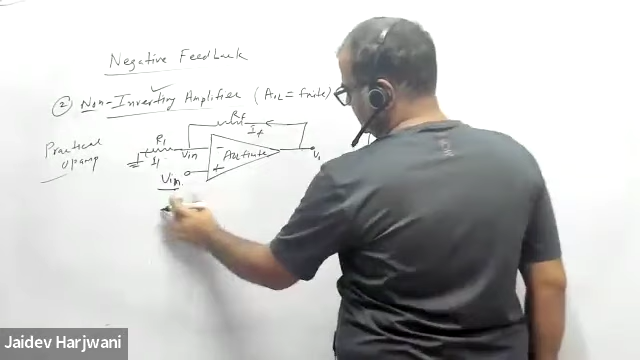 Negative Feedback
② Non-Inverting Amplifier (AOL = finite)
RF
If
Practical
opamp
R1
I1
Vin
AOL finite
-
+
Vin
Jaidev Harjwani